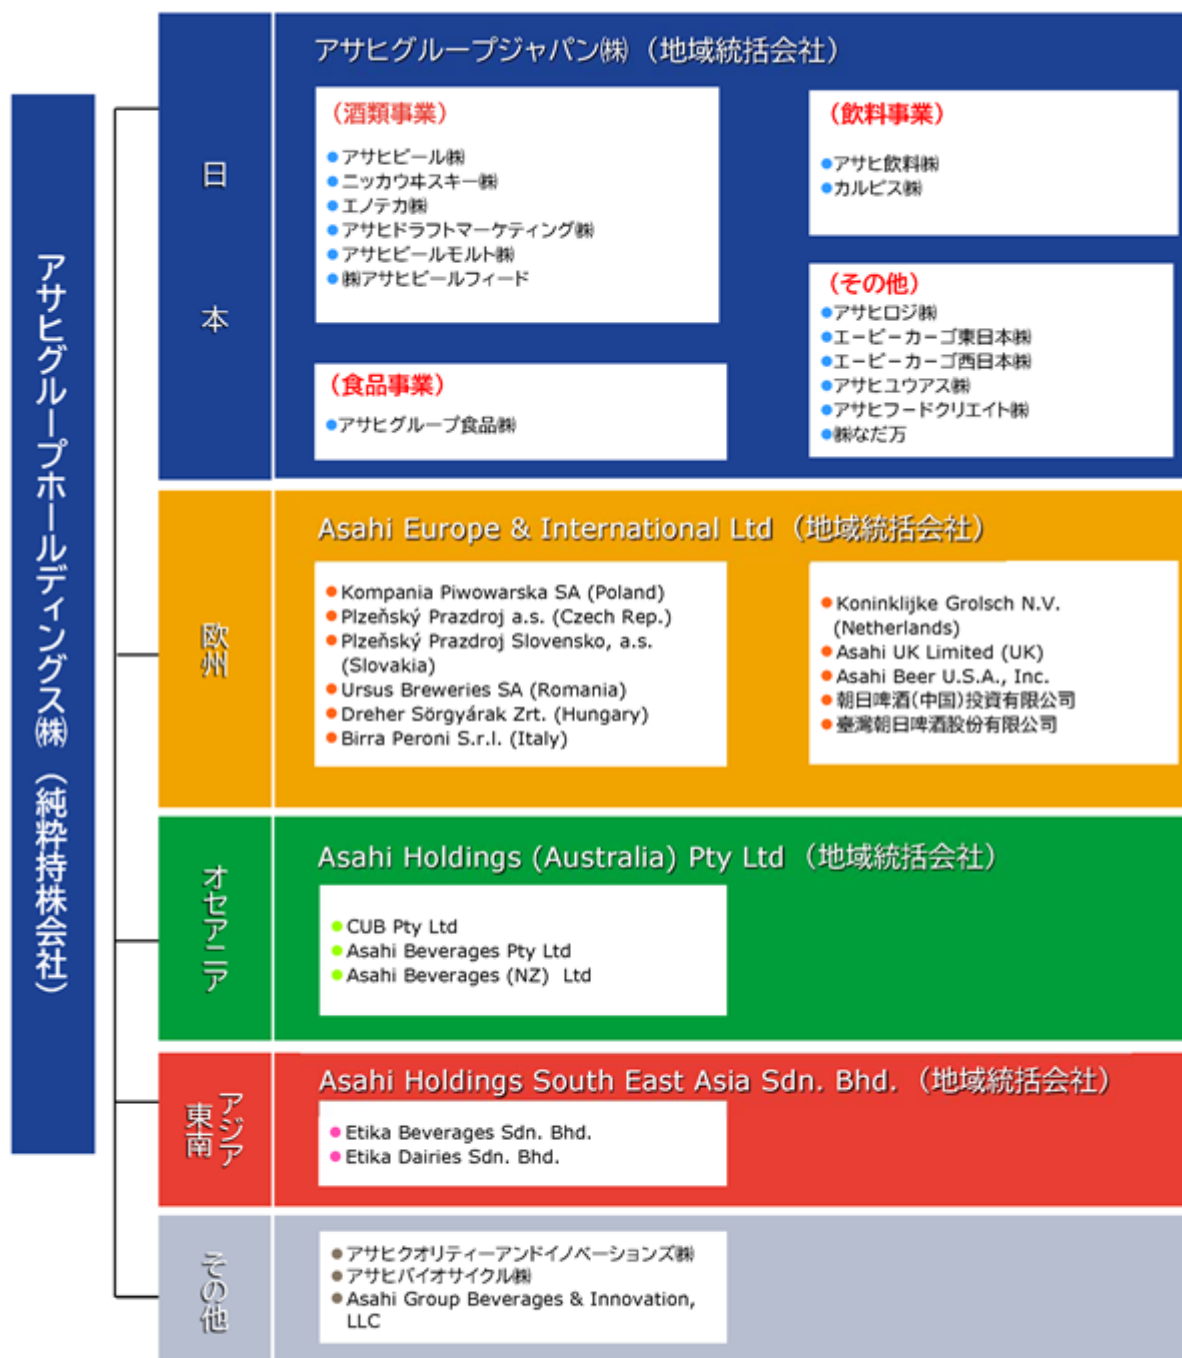 アサヒグループホールディングス㈱（純粋持株会社）
日本
アサヒグループジャパン㈱（地域統括会社）
（酒類事業）
アサヒビール㈱
ニッカウヰスキー㈱
エノテカ㈱
アサヒドラフトマーケティング㈱
アサヒビールモルト㈱
㈱アサヒビールフィード
（飲料事業）
アサヒ飲料㈱
カルピス㈱
（食品事業）
アサヒグループ食品㈱
（その他）
アサヒロジ㈱
エービーカーゴ東日本㈱
エービーカーゴ西日本㈱
アサヒユウアス㈱
アサヒフードクリエイト㈱
㈱なだ万
欧州
Asahi Europe & International Ltd（地域統括会社）
Kompania Piwowarska SA (Poland)
Plzeňský Prazdroj a.s. (Czech Rep.)
Plzeňský Prazdroj Slovensko, a.s.
(Slovakia)
Ursus Breweries SA (Romania)
Dreher Sörgyárak Zrt. (Hungary)
Birra Peroni S.r.l. (Italy)
Koninklijke Grolsch N.V.
(Netherlands)
Asahi UK Limited (UK)
Asahi Beer U.S.A., Inc.
朝日啤酒（中国）投資有限公司
臺灣朝日啤酒股份有限公司
オセアニア
Asahi Holdings (Australia) Pty Ltd（地域統括会社）
CUB Pty Ltd
Asahi Beverages Pty Ltd
Asahi Beverages (NZ) Ltd
東南
アジア
Asahi Holdings South East Asia Sdn. Bhd.（地域統括会社）
Etika Beverages Sdn. Bhd.
Etika Dairies Sdn. Bhd.
その他
アサヒクオリティーアンドイノベーションズ㈱
アサヒバイオサイクル㈱
Asahi Group Beverages & Innovation,
LLC